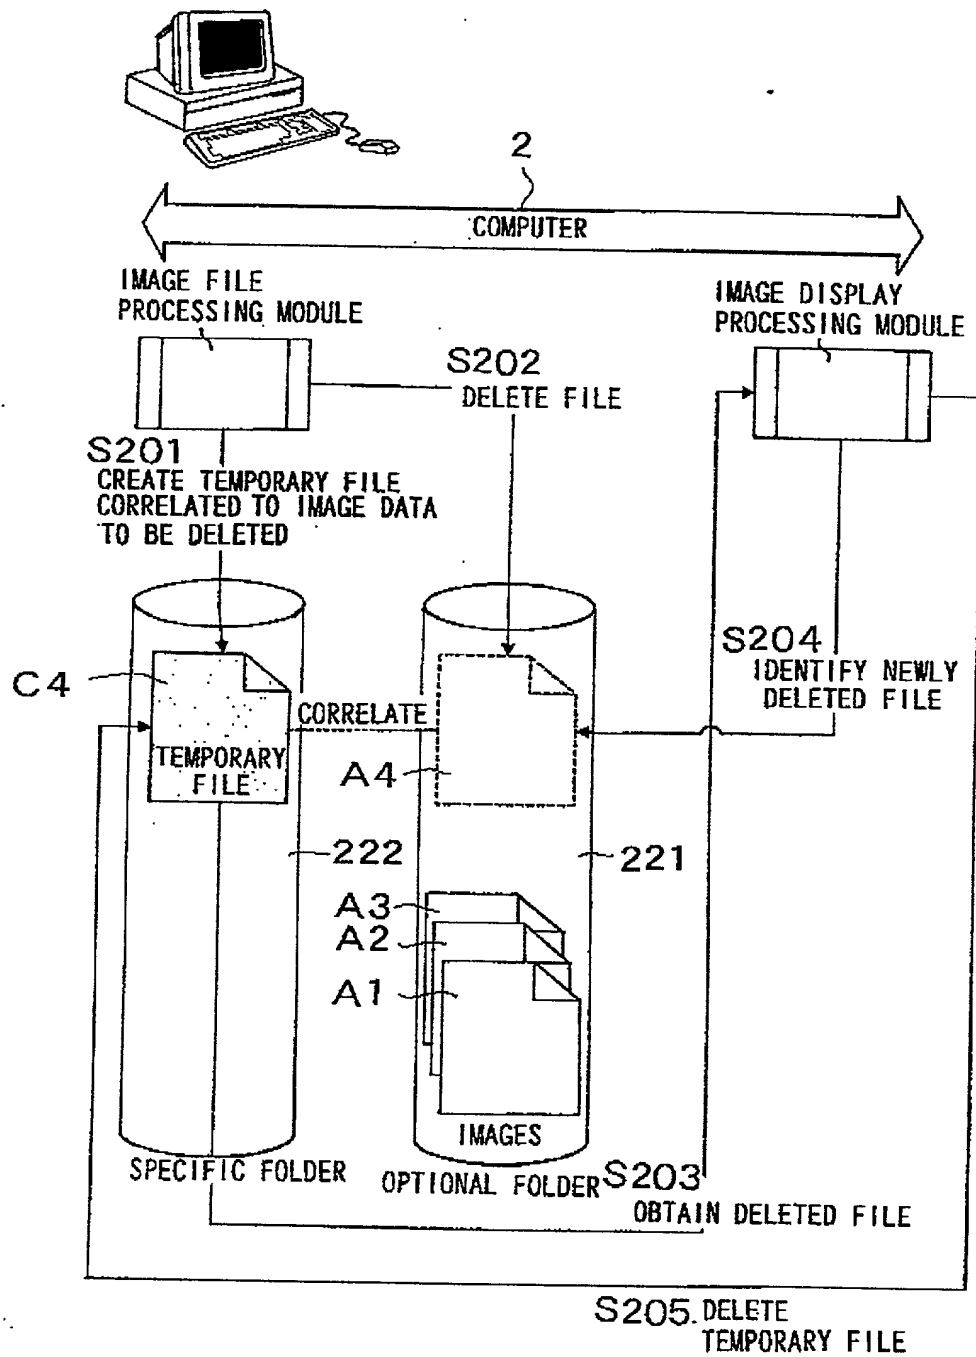 2
COMPUTER
IMAGE FILE
PROCESSING MODULE
IMAGE DISPLAY
PROCESSING MODULE
S202
DELETE FILE
S201
CREATE TEMPORARY FILE
CORRELATED TO IMAGE DATA
TO BE DELETED
S204
IDENTIFY NEWLY
DELETED FILE
C4
CORRELATE
TEMPORARY
FILE
A4
222
221
A3
A2
A1
IMAGES
SPECIFIC FOLDER
OPTIONAL FOLDER
S203
OBTAIN DELETED FILE
S205.
DELETE
TEMPORARY FILE